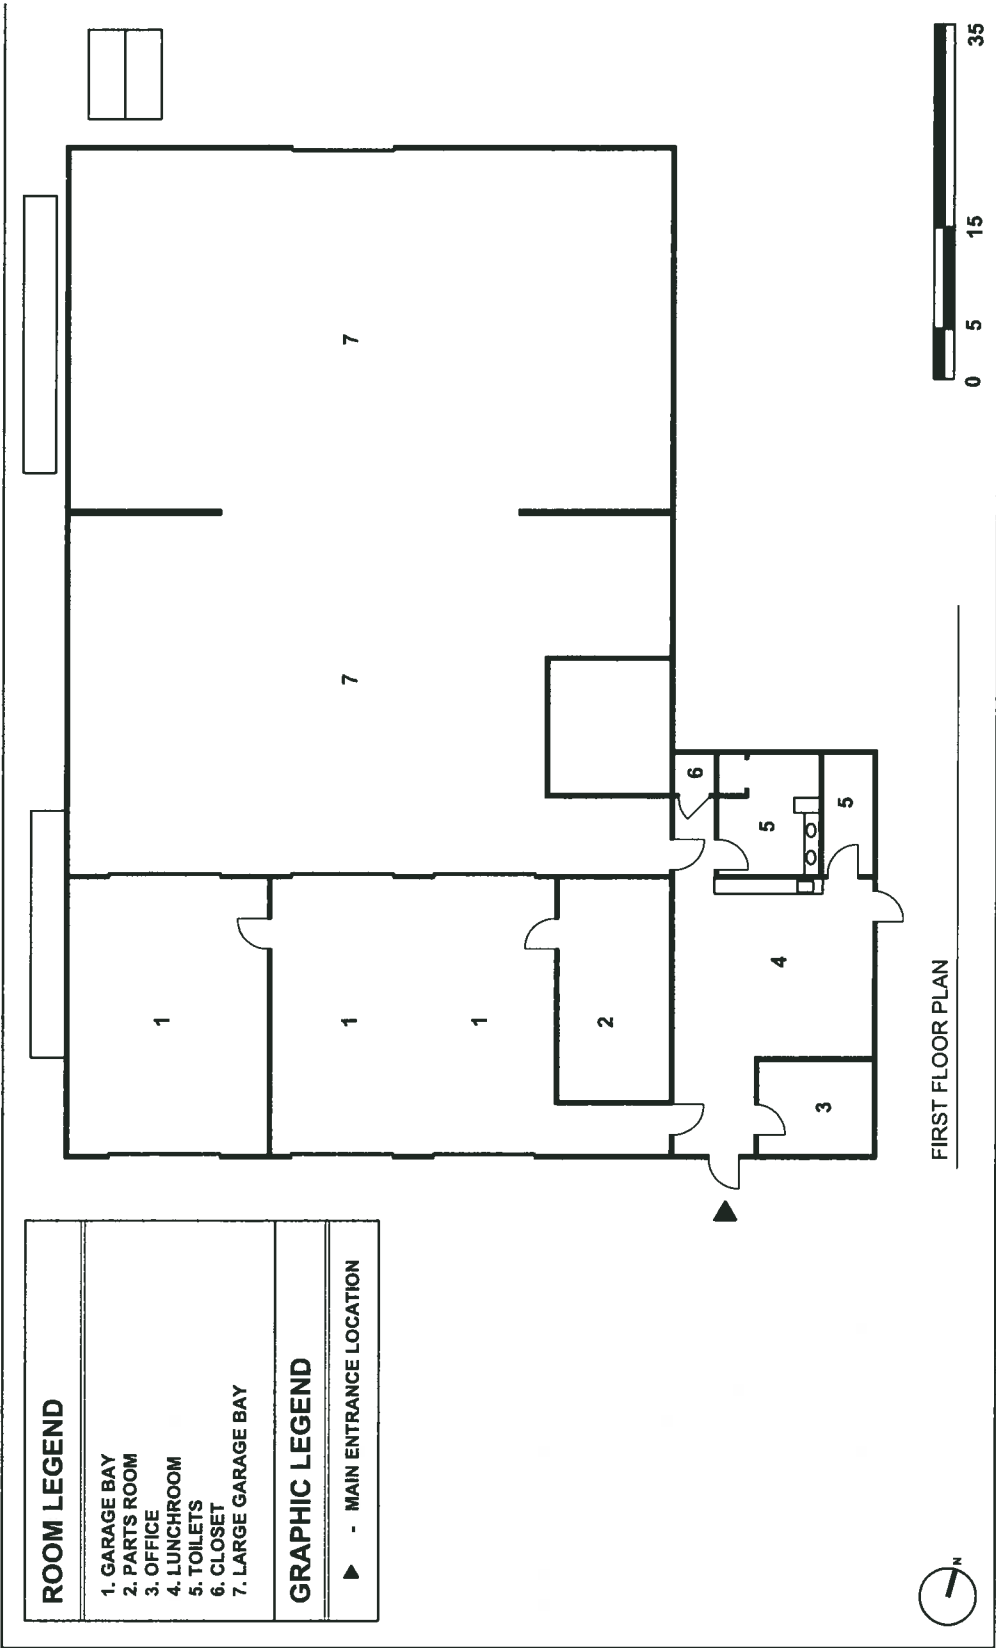 ROOM LEGEND
1. GARAGE BAY
2. PARTS ROOM
3. OFFICE
4. LUNCHROOM
5. TOILETS
6. CLOSET
7. LARGE GARAGE BAY
GRAPHIC LEGEND
▲ - MAIN ENTRANCE LOCATION
1
1
1
2
3
4
5
5
6
7
7
FIRST FLOOR PLAN
0 5 15 35
N